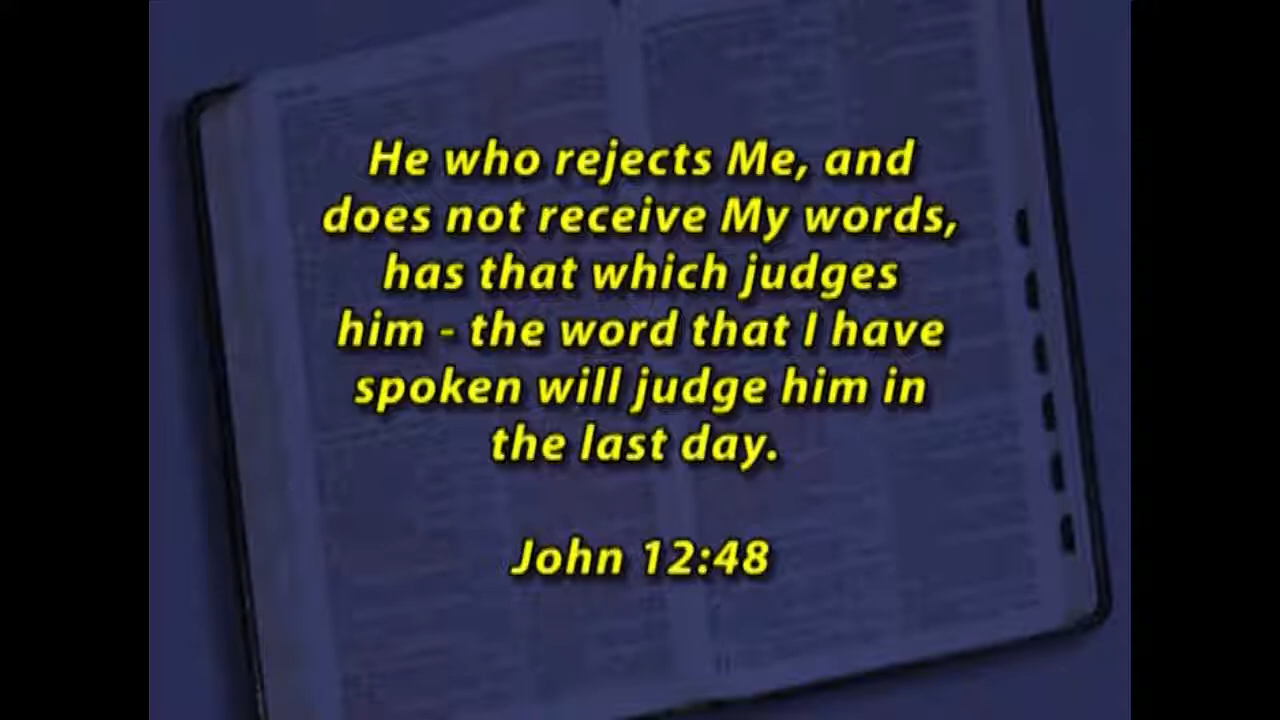 He who rejects Me, and
does not receive My words,
has that which judges
him - the word that I have
spoken will judge him in
the last day.
John 12:48